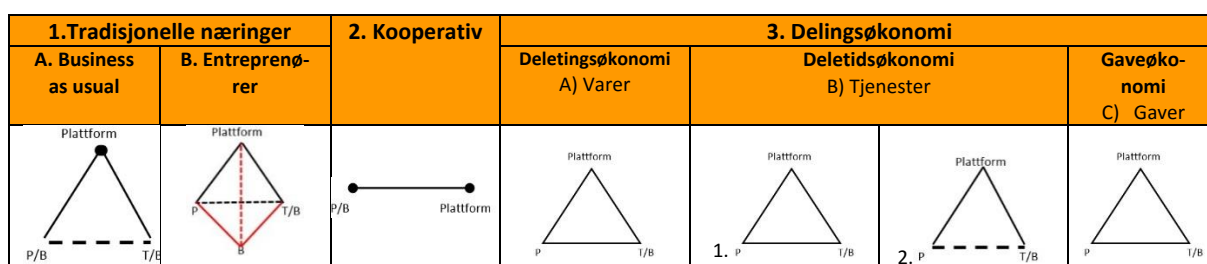 1.Tradisjonelle næringer
2. Kooperativ
3. Delingsøkonomi
A. Business
as usual
B. Entreprenø-
rer
Deletingsøkonomi
A) Varer
Deletidsøkonomi
B) Tjenester
Gaveøko-
nomi
C) Gaver
Plattform
P/B
T/B
Plattform
P
T/B
B
P/B
Plattform
Plattform
P
T/B
Plattform
1. P
T/B
Plattform
2. P
T/B
Plattform
P
T/B